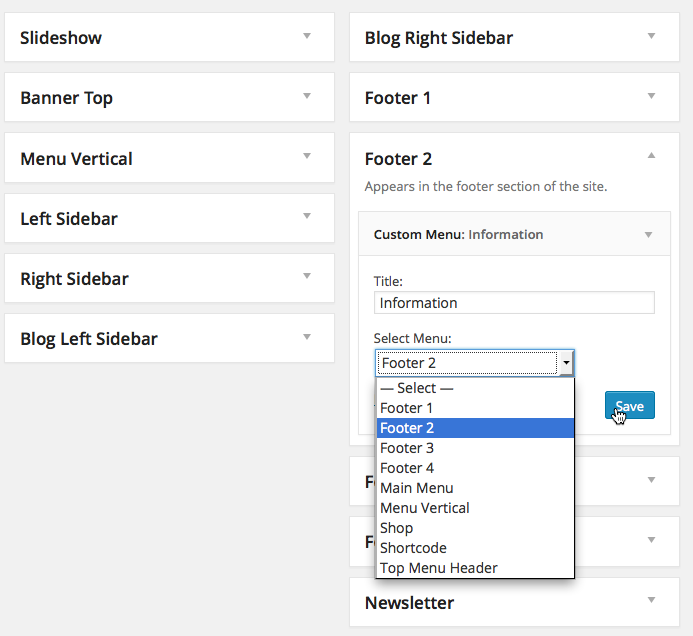 Slideshow
Banner Top
Menu Vertical
Left Sidebar
Right Sidebar
Blog Left Sidebar
Blog Right Sidebar
Footer 1
Footer 2
Appears in the footer section of the site.
Custom Menu: Information
Title:
Information
Select Menu:
Footer 2
— Select —
Footer 1
Footer 2
Footer 3
Footer 4
Main Menu
Menu Vertical
Shop
Shortcode
Top Menu Header
Save
Newsletter